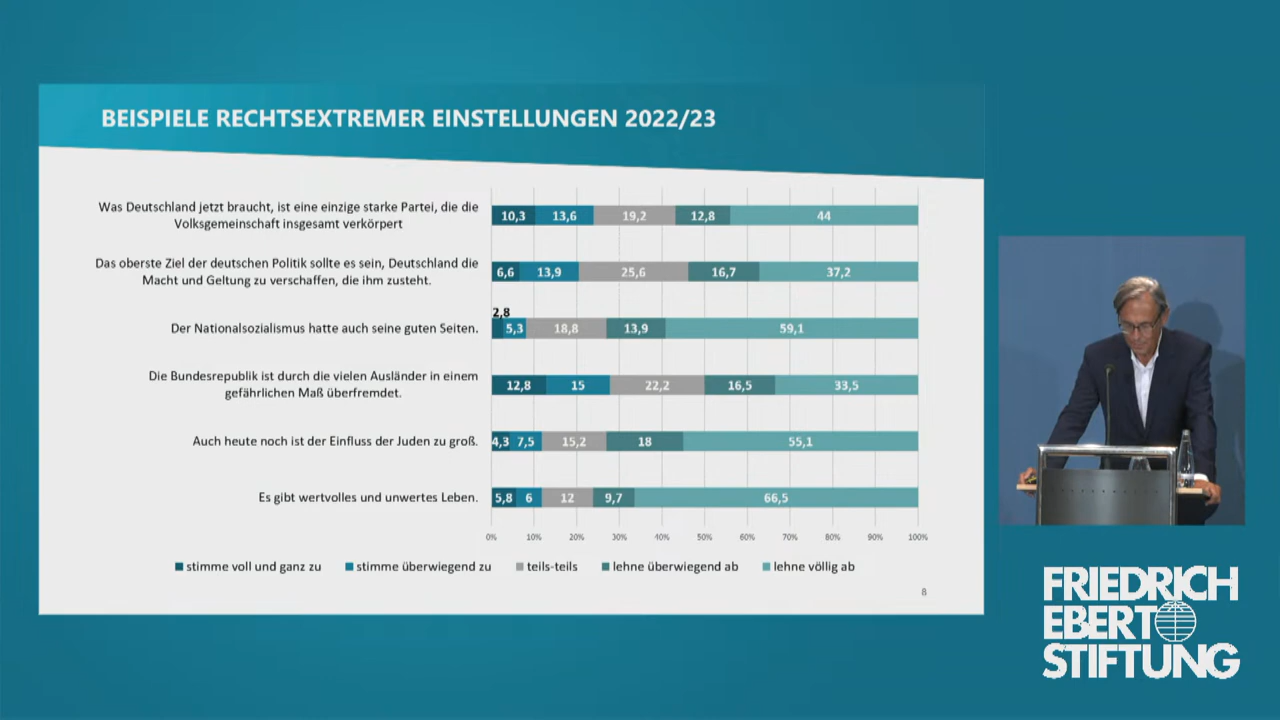 BEISPIELE RECHTSEXTREMER EINSTELLUNGEN 2022/23
Was Deutschland jetzt braucht, ist eine einzige starke Partei, die die
Volksgemeinschaft insgesamt verkörpert
10,3 13,6 19,2 12,8 44
Das oberste Ziel der deutschen Politik sollte es sein, Deutschland die
Macht und Geltung zu verschaffen, die ihm zusteht.
6,6 13,9 25,6 16,7 37,2
2,8
Der Nationalsozialismus hatte auch seine guten Seiten.
5,3 18,8 13,9 59,1
Die Bundesrepublik ist durch die vielen Ausländer in einem
gefährlichen Maß überfremdet.
12,8 15 22,2 16,5 33,5
Auch heute noch ist der Einfluss der Juden zu groß.
4,3 7,5 15,2 18 55,1
Es gibt wertvolles und unwertes Leben.
5,8 6 12 9,7 66,5
0% 10% 20% 30% 40% 50% 60% 70% 80% 90% 100%
stimme voll und ganz zu stimme überwiegend zu teils-teils lehne überwiegend ab lehne völlig ab
8
FRIEDRICH
EBERT
STIFTUNG